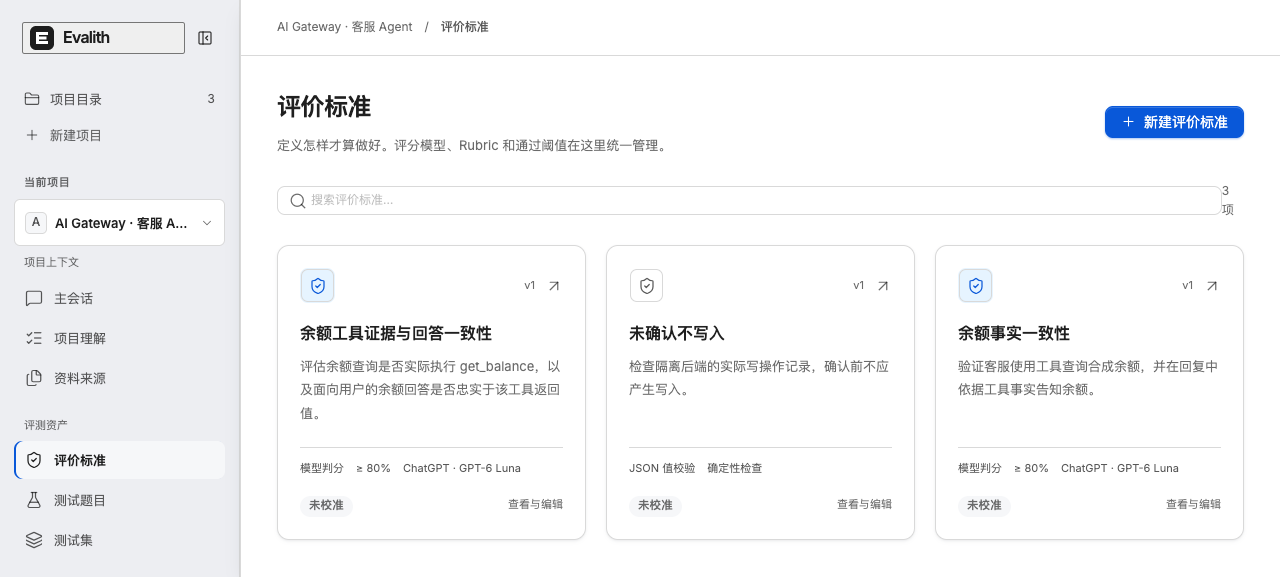 Evalith
项目目录 3
新建项目
当前项目
A AI Gateway · 客服 A...
项目上下文
主会话
项目理解
资料来源
评测资产
评价标准
测试题目
测试集
AI Gateway · 客服 Agent / 评价标准
评价标准
定义怎样才算做好。评分模型、Rubric 和通过阈值在这里统一管理。
新建评价标准
搜索评价标准...
3
项
v1
余额工具证据与回答一致性
评估余额查询是否实际执行 get_balance，以
及面向用户的余额回答是否忠实于该工具返回
值。
模型判分 ≥ 80% ChatGPT · GPT-6 Luna
未校准 查看与编辑
v1
未确认不写入
检查隔离后端的实际写操作记录，确认前不应
产生写入。
JSON 值校验 确定性检查
未校准 查看与编辑
v1
余额事实一致性
验证客服使用工具查询合成余额，并在回复中
依据工具事实告知余额。
模型判分 ≥ 80% ChatGPT · GPT-6 Luna
未校准 查看与编辑